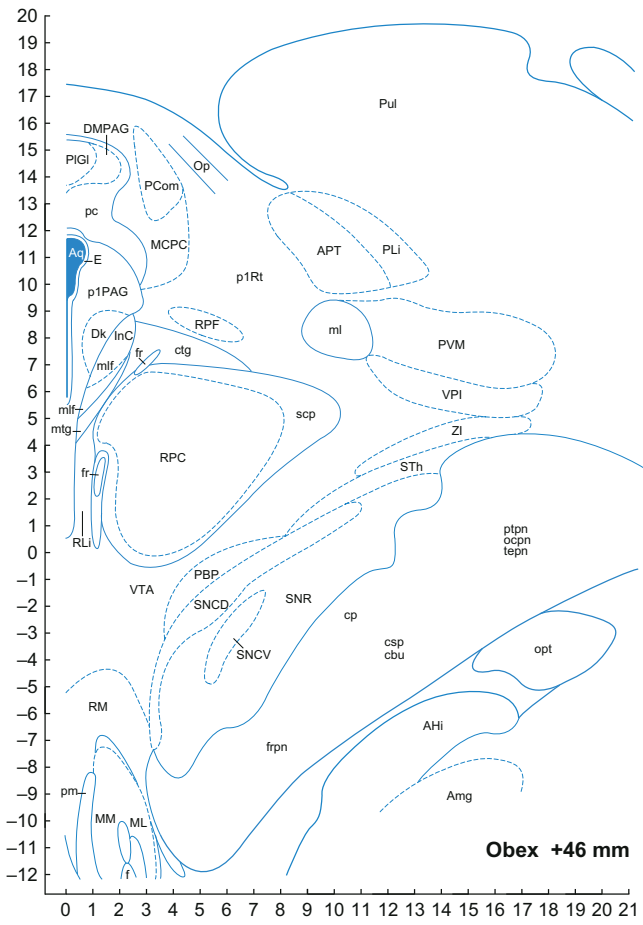 20
19
18
17
16
15
14
13
12
11
10
9
8
7
6
5
4
3
2
1
0
–1
–2
–3
–4
–5
–6
–7
–8
–9
–10
–11
–12
Pul
DMPAG
PlGl
Op
PCom
pc
MCPC
APT
PLi
Aq
E
p1Rt
p1PAG
Dk
InC
RPF
ml
PVM
fr
ctg
mlf
VPl
mlf
mtg
scp
ZI
RPC
STh
fr
ptpn
ocpn
tepn
RLi
PBP
VTA
SNCD
SNR
cp
csp
cbu
SNCV
opt
RM
AHi
frpn
pm
Amg
MM
ML
f
Obex +46 mm
0 1 2 3 4 5 6 7 8 9 10 11 12 13 14 15 16 17 18 19 20 21